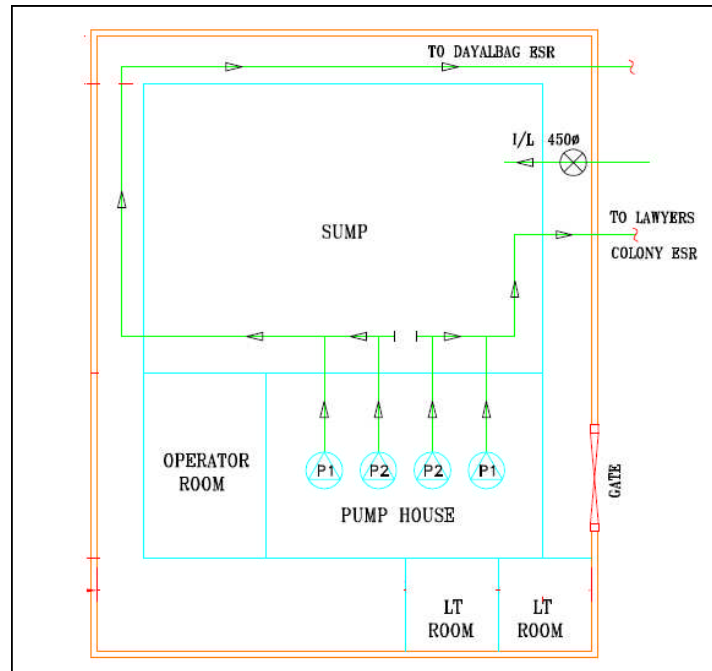 TO DAYALBAG ESR
I/L 450ø
TO LAWYERS
COLONY ESR
SUMP
OPERATOR
ROOM
P1 P2 P2 P1
PUMP HOUSE
GATE
LT
ROOM
LT
ROOM